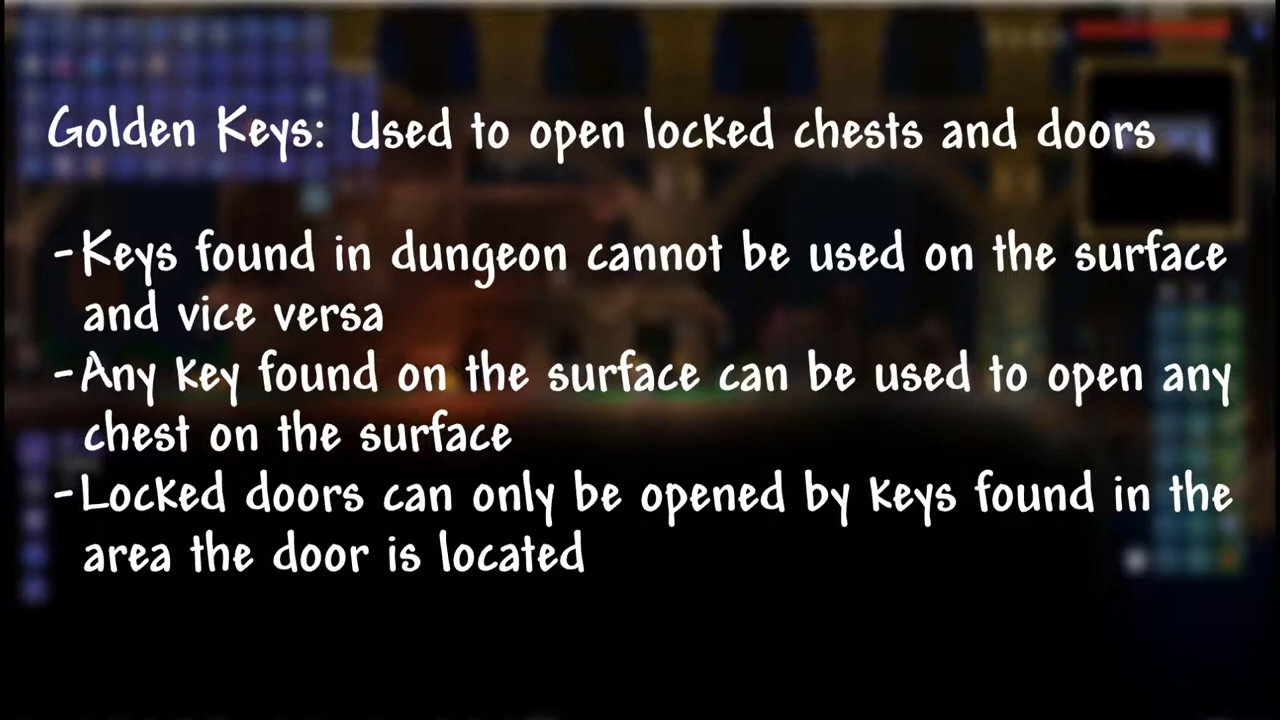 Golden Keys: Used to open locked chests and doors
-Keys found in dungeon cannot be used on the surface
and vice versa
-Any key found on the surface can be used to open any
chest on the surface
-Locked doors can only be opened by keys found in the
area the door is located